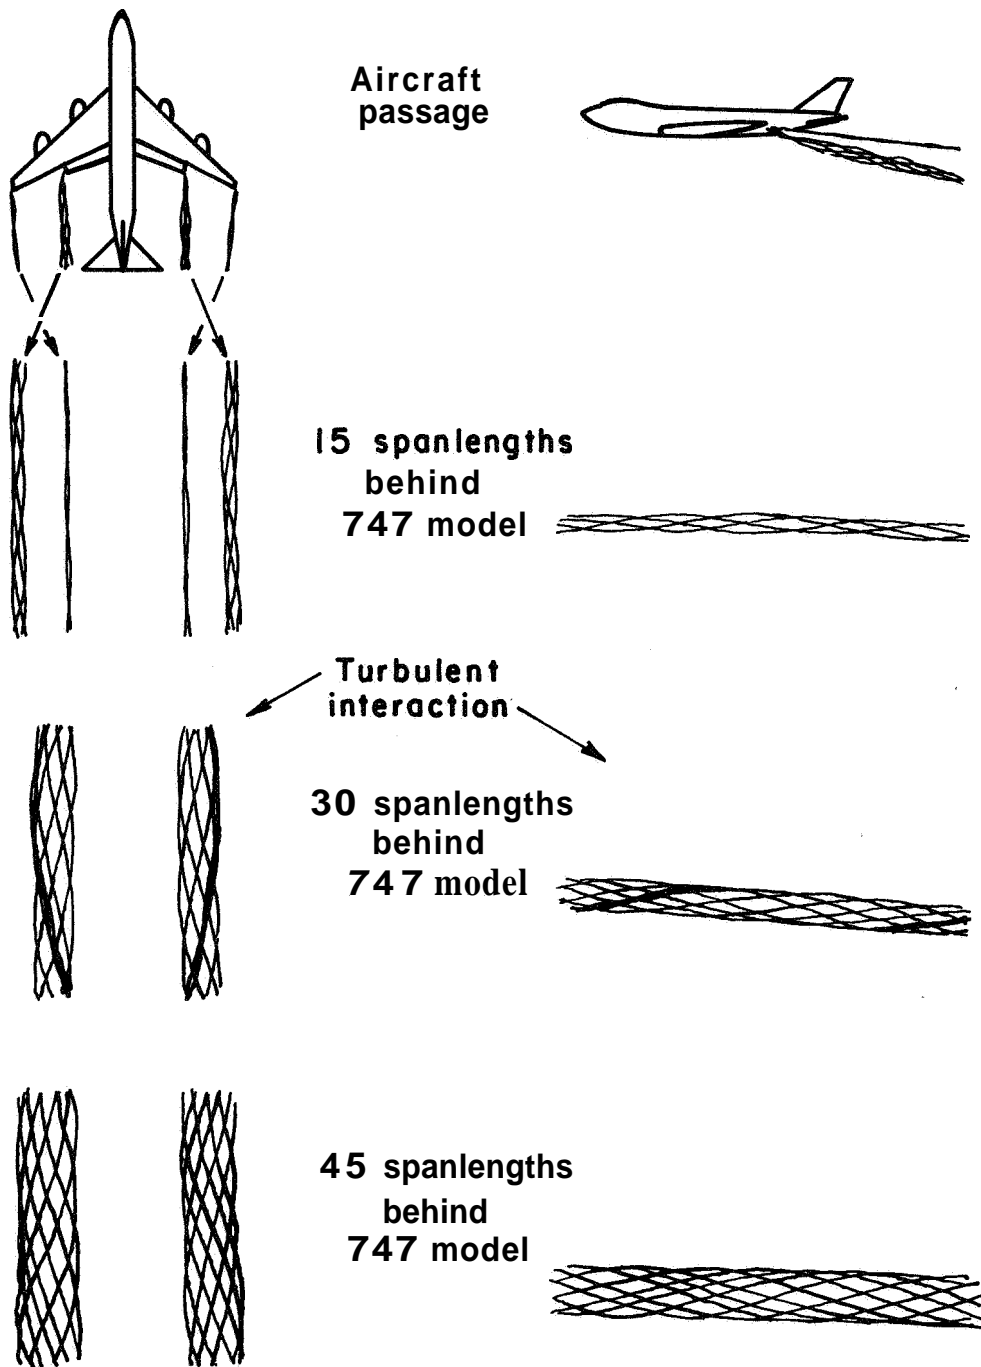 Aircraft
passage
15 spanlengths
behind
747 model
Turbulent
interaction
30 spanlengths
behind
747 model
45 spanlengths
behind
747 model